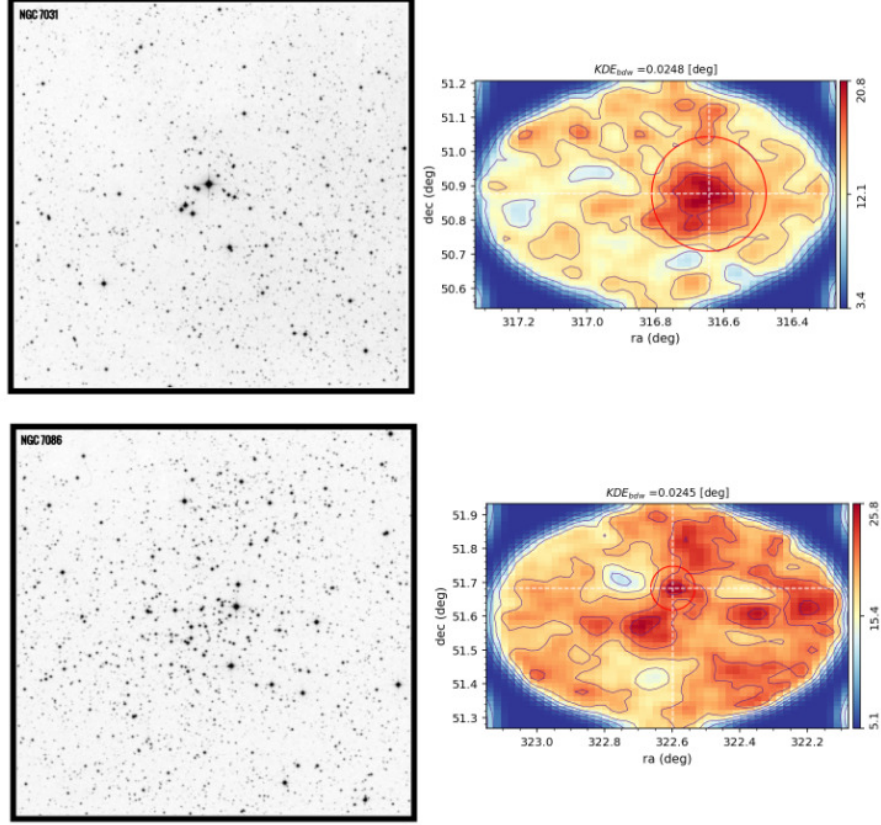 NGC 7031
KDE_bdw =0.0248 [deg]
51.2
51.1
51.0
50.9
50.8
50.7
50.6
dec (deg)
317.2 317.0 316.8 316.6 316.4
ra (deg)
20.8
12.1
3.4
NGC 7086
KDE_bdw =0.0245 [deg]
51.9
51.8
51.7
51.6
51.5
51.4
51.3
dec (deg)
323.0 322.8 322.6 322.4 322.2
ra (deg)
25.8
15.4
5.1